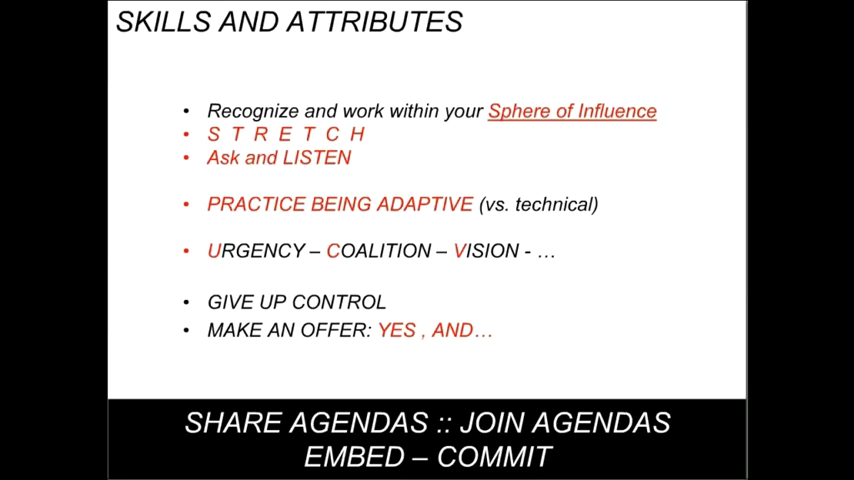 SKILLS AND ATTRIBUTES
• Recognize and work within your Sphere of Influence
• S T R E T C H
• Ask and LISTEN
• PRACTICE BEING ADAPTIVE (vs. technical)
• URGENCY – COALITION – VISION - …
• GIVE UP CONTROL
• MAKE AN OFFER: YES , AND…
SHARE AGENDAS :: JOIN AGENDAS
EMBED – COMMIT